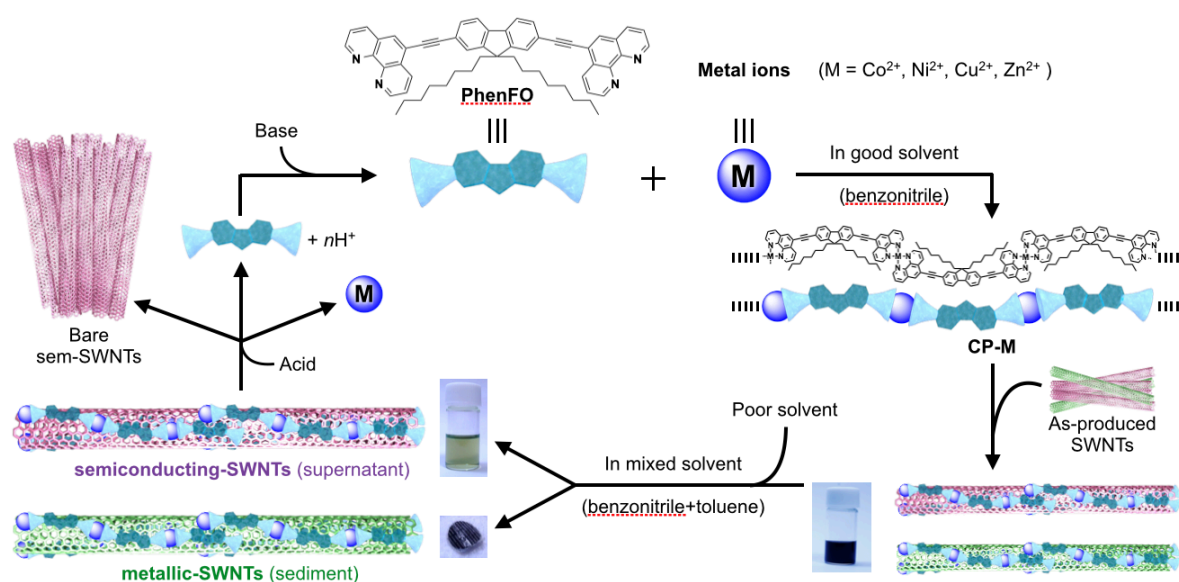 N
N
N
N
PhenFO
Metal ions (M = Co²⁺, Ni²⁺, Cu²⁺, Zn²⁺ )
Base
+
M
In good solvent
(benzonitrile)
+ nH⁺
M
Bare
sem-SWNTs
Acid
N
N
M
N
N
N
N
M
N
N
N
N
M
N
N
N
N
CP-M
As-produced
SWNTs
Poor solvent
In mixed solvent
(benzonitrile+toluene)
semiconducting-SWNTs (supernatant)
metallic-SWNTs (sediment)